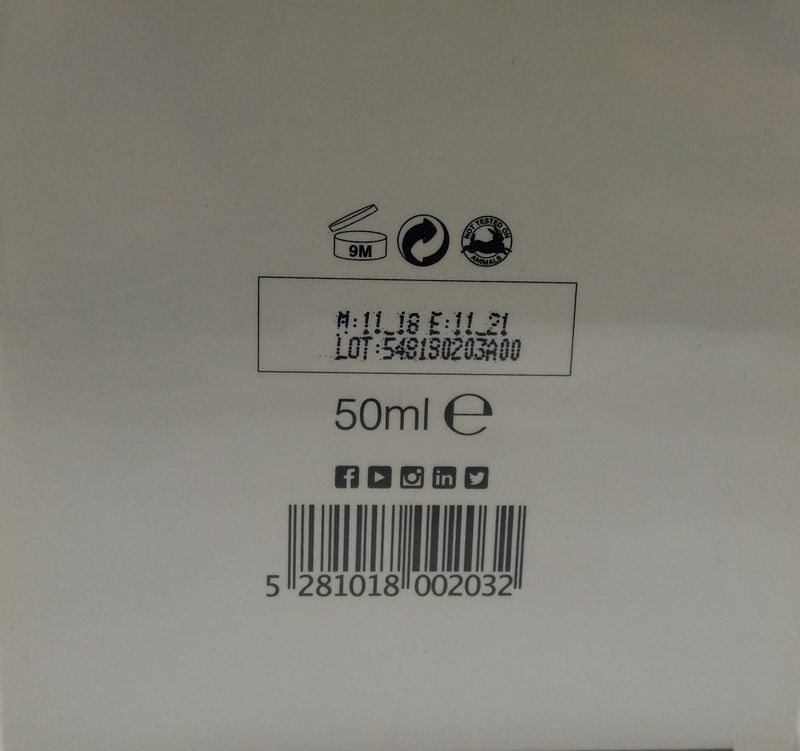 9M
NOT TESTED ON
ANIMALS
M:11_18 E:11_21
LOT:548180203A00
50ml e
5 281018 002032